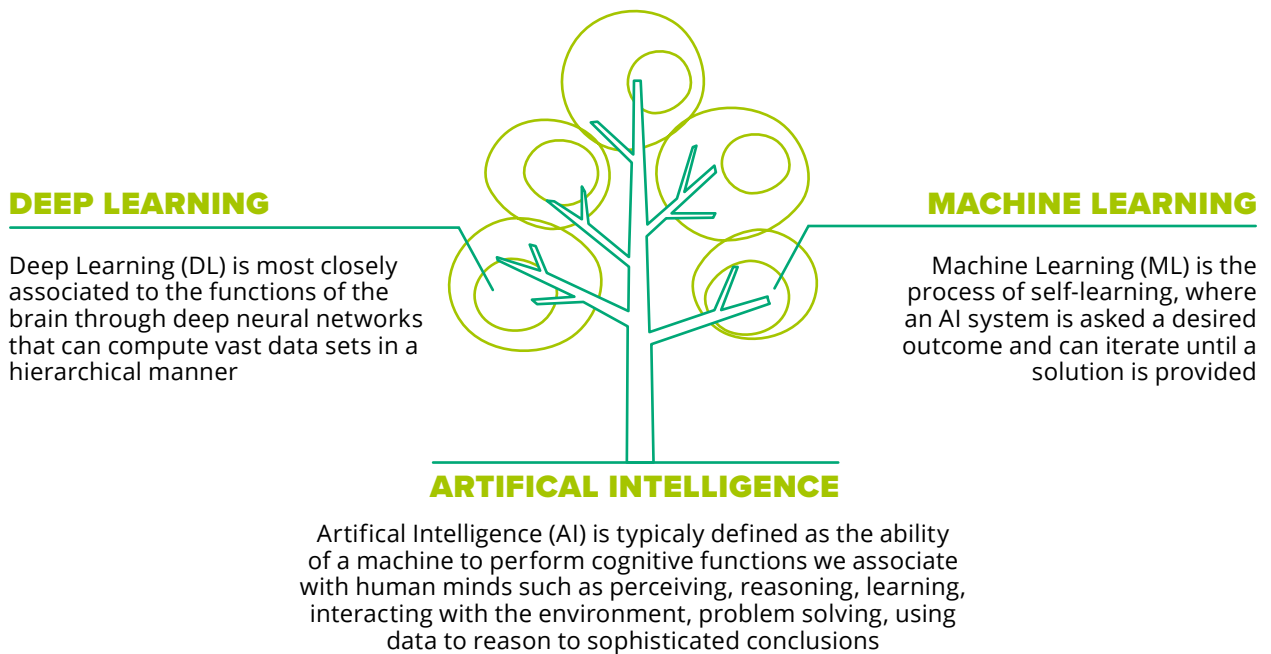 DEEP LEARNING
Deep Learning (DL) is most closely
associated to the functions of the
brain through deep neural networks
that can compute vast data sets in a
hierarchical manner
MACHINE LEARNING
Machine Learning (ML) is the
process of self-learning, where
an AI system is asked a desired
outcome and can iterate until a
solution is provided
ARTIFICAL INTELLIGENCE
Artifical Intelligence (AI) is typicaly defined as the ability
of a machine to perform cognitive functions we associate
with human minds such as perceiving, reasoning, learning,
interacting with the environment, problem solving, using
data to reason to sophisticated conclusions